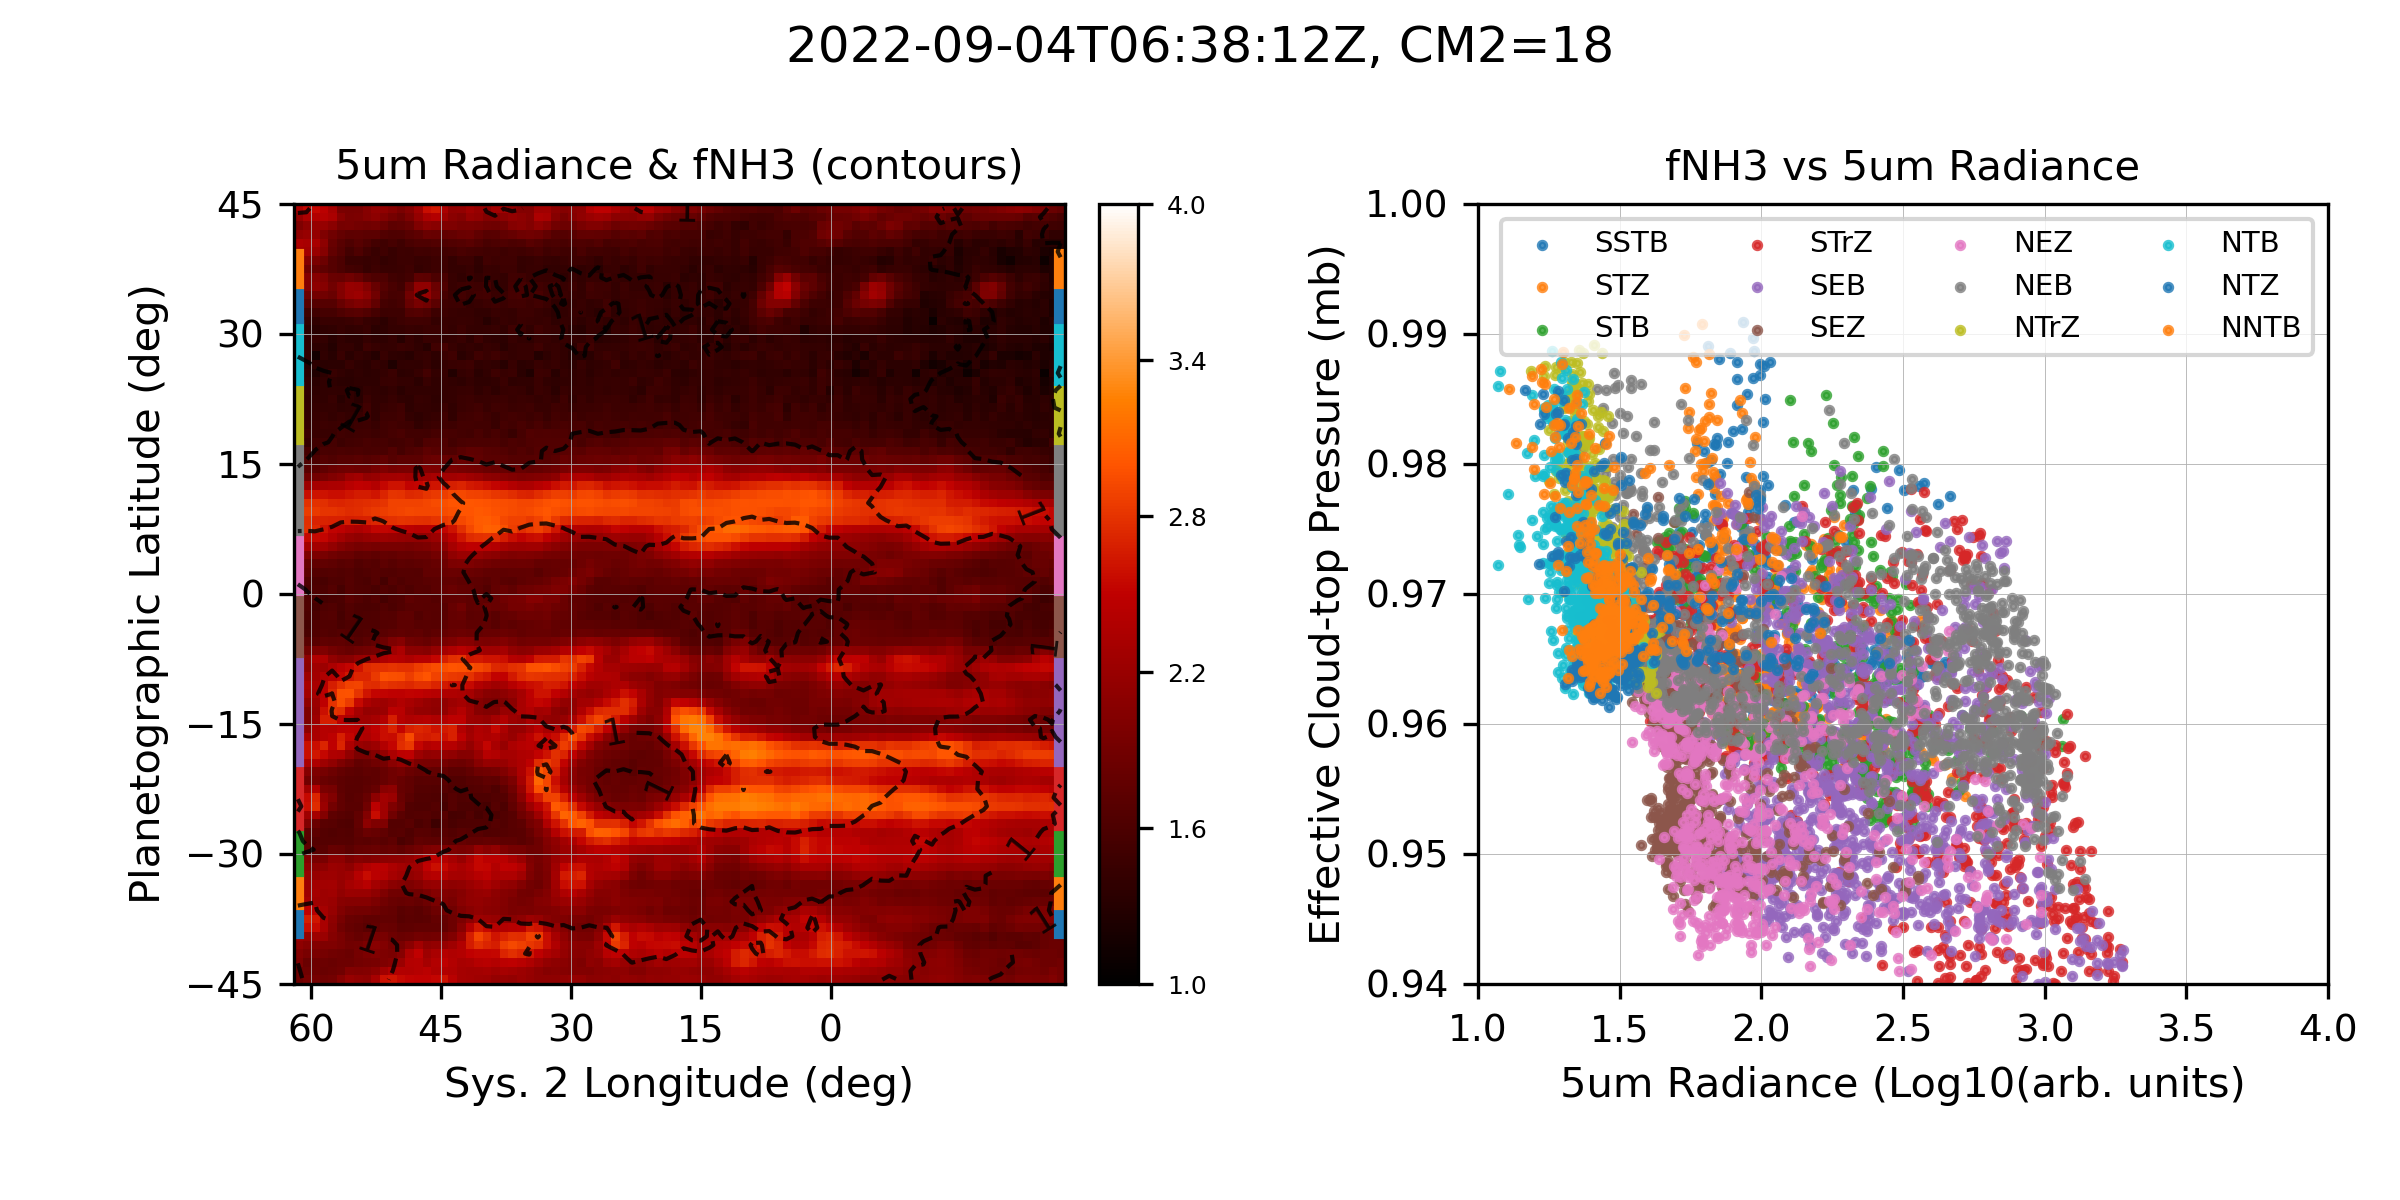 2022-09-04T06:38:12Z, CM2=18
5um Radiance & fNH3 (contours)
45
30
15
0
−15
−30
−45
60 45 30 15 0
Planetographic Latitude (deg)
Sys. 2 Longitude (deg)
4.0
3.4
2.8
2.2
1.6
1.0
fNH3 vs 5um Radiance
1.00
0.99
0.98
0.97
0.96
0.95
0.94
1.0 1.5 2.0 2.5 3.0 3.5 4.0
Effective Cloud-top Pressure (mb)
5um Radiance (Log10(arb. units)
SSTB STrZ NEZ NTB
STZ SEB NEB NTZ
STB SEZ NTrZ NNTB